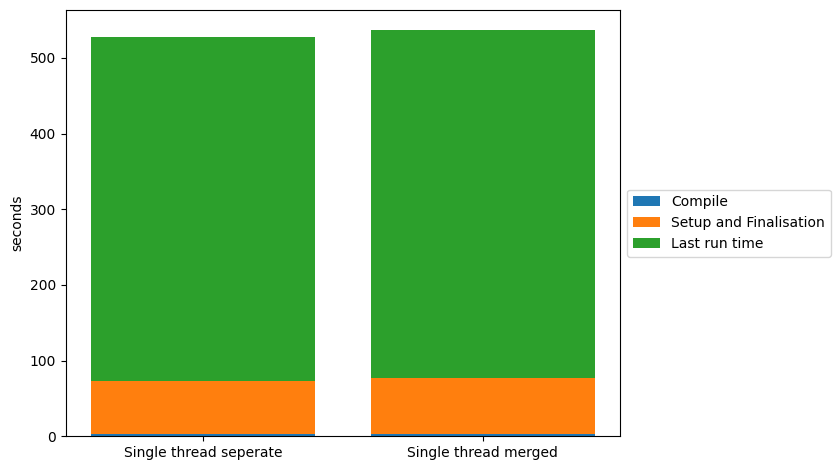 500
400
300
200
100
0
seconds
Single thread seperate
Single thread merged
Compile
Setup and Finalisation
Last run time